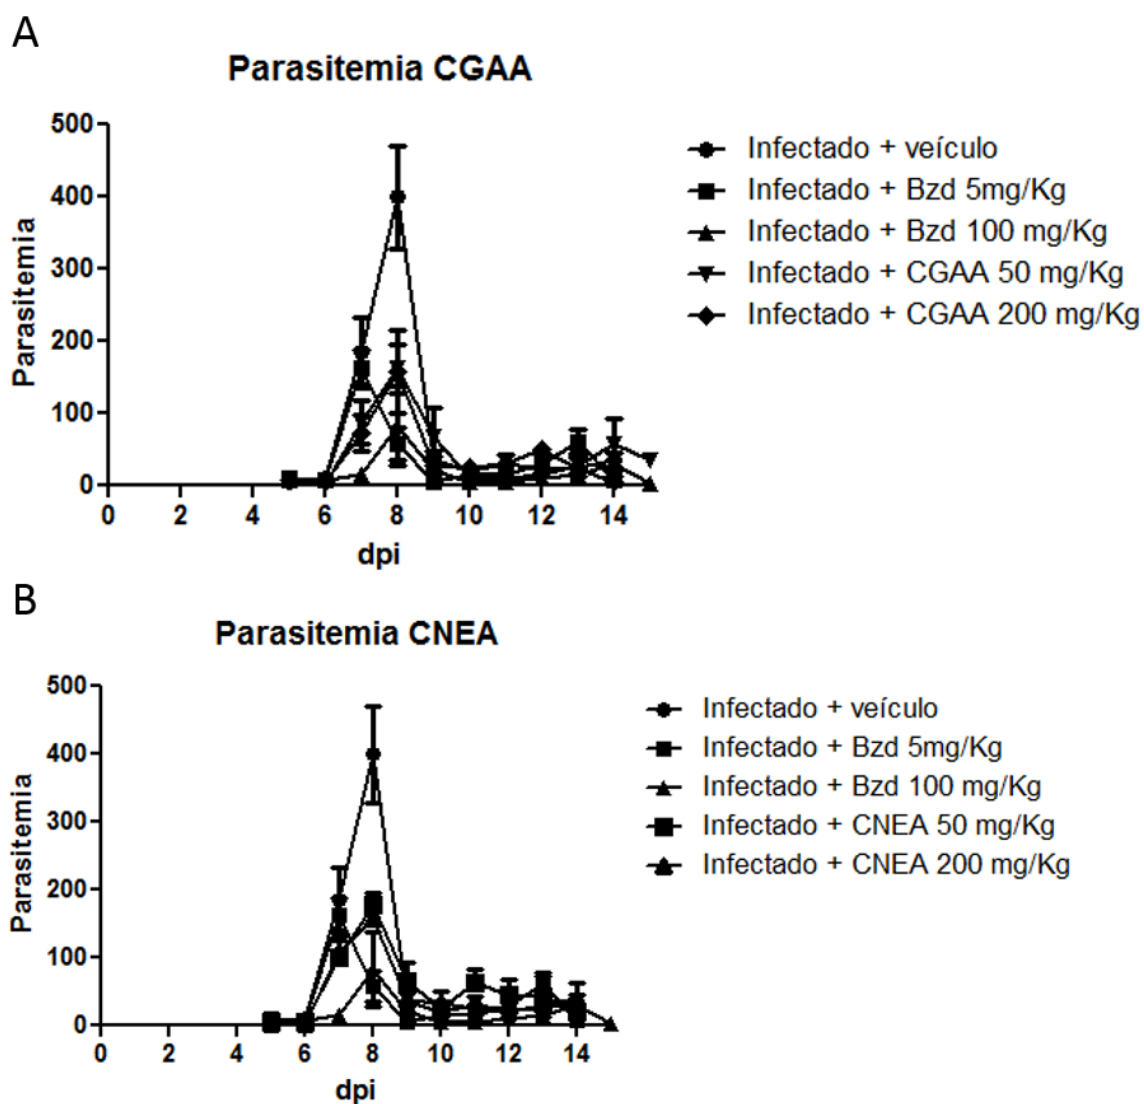 A
Parasitemia CGAA
500
400
300
200
100
0
Parasitemia
0 2 4 6 8 10 12 14
dpi
Infectado + veículo
Infectado + Bzd 5mg/Kg
Infectado + Bzd 100 mg/Kg
Infectado + CGAA 50 mg/Kg
Infectado + CGAA 200 mg/Kg
B
Parasitemia CNEA
500
400
300
200
100
0
Parasitemia
0 2 4 6 8 10 12 14
dpi
Infectado + veículo
Infectado + Bzd 5mg/Kg
Infectado + Bzd 100 mg/Kg
Infectado + CNEA 50 mg/Kg
Infectado + CNEA 200 mg/Kg